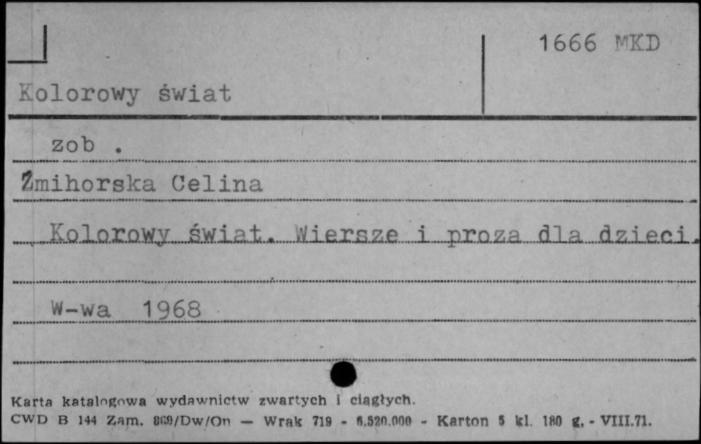 1666 MKD
Kolorowy świat
zob .
Żmihorska Celina
Kolorowy świat. Wiersze i proza dla dzieci.
W-wa 1968
Karta katalogowa wydawnictw zwartych i ciągłych.
CWD B 144 Zam. 869/Dw/On — Wrak 719 - 6.520.000 - Karton 5 kl. 180 g. - VIII.71.